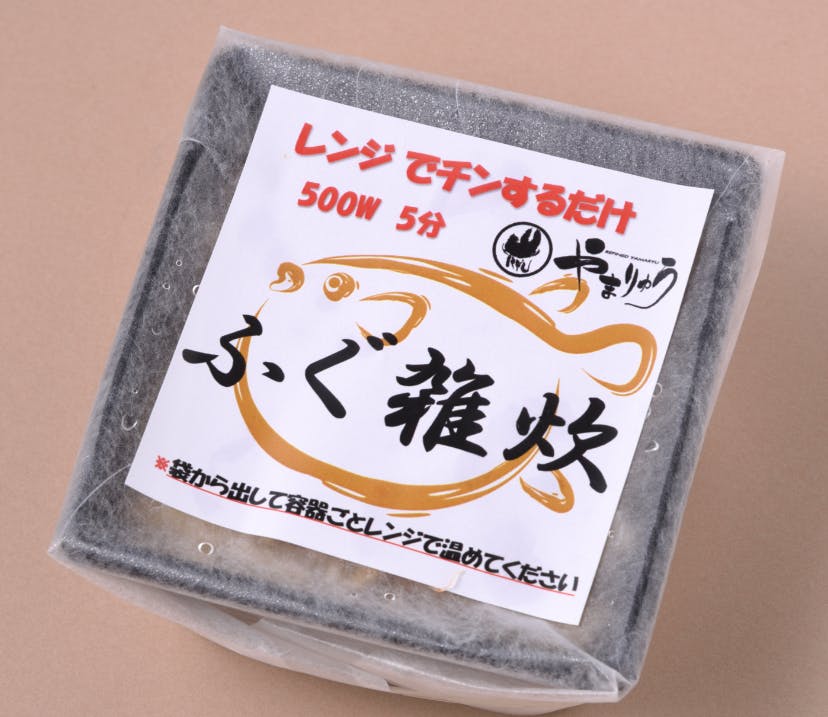 レンジ でチンするだけ
500W 5分
やまりゅう
ふぐ雑炊
※袋から出して容器ごとレンジで温めてください